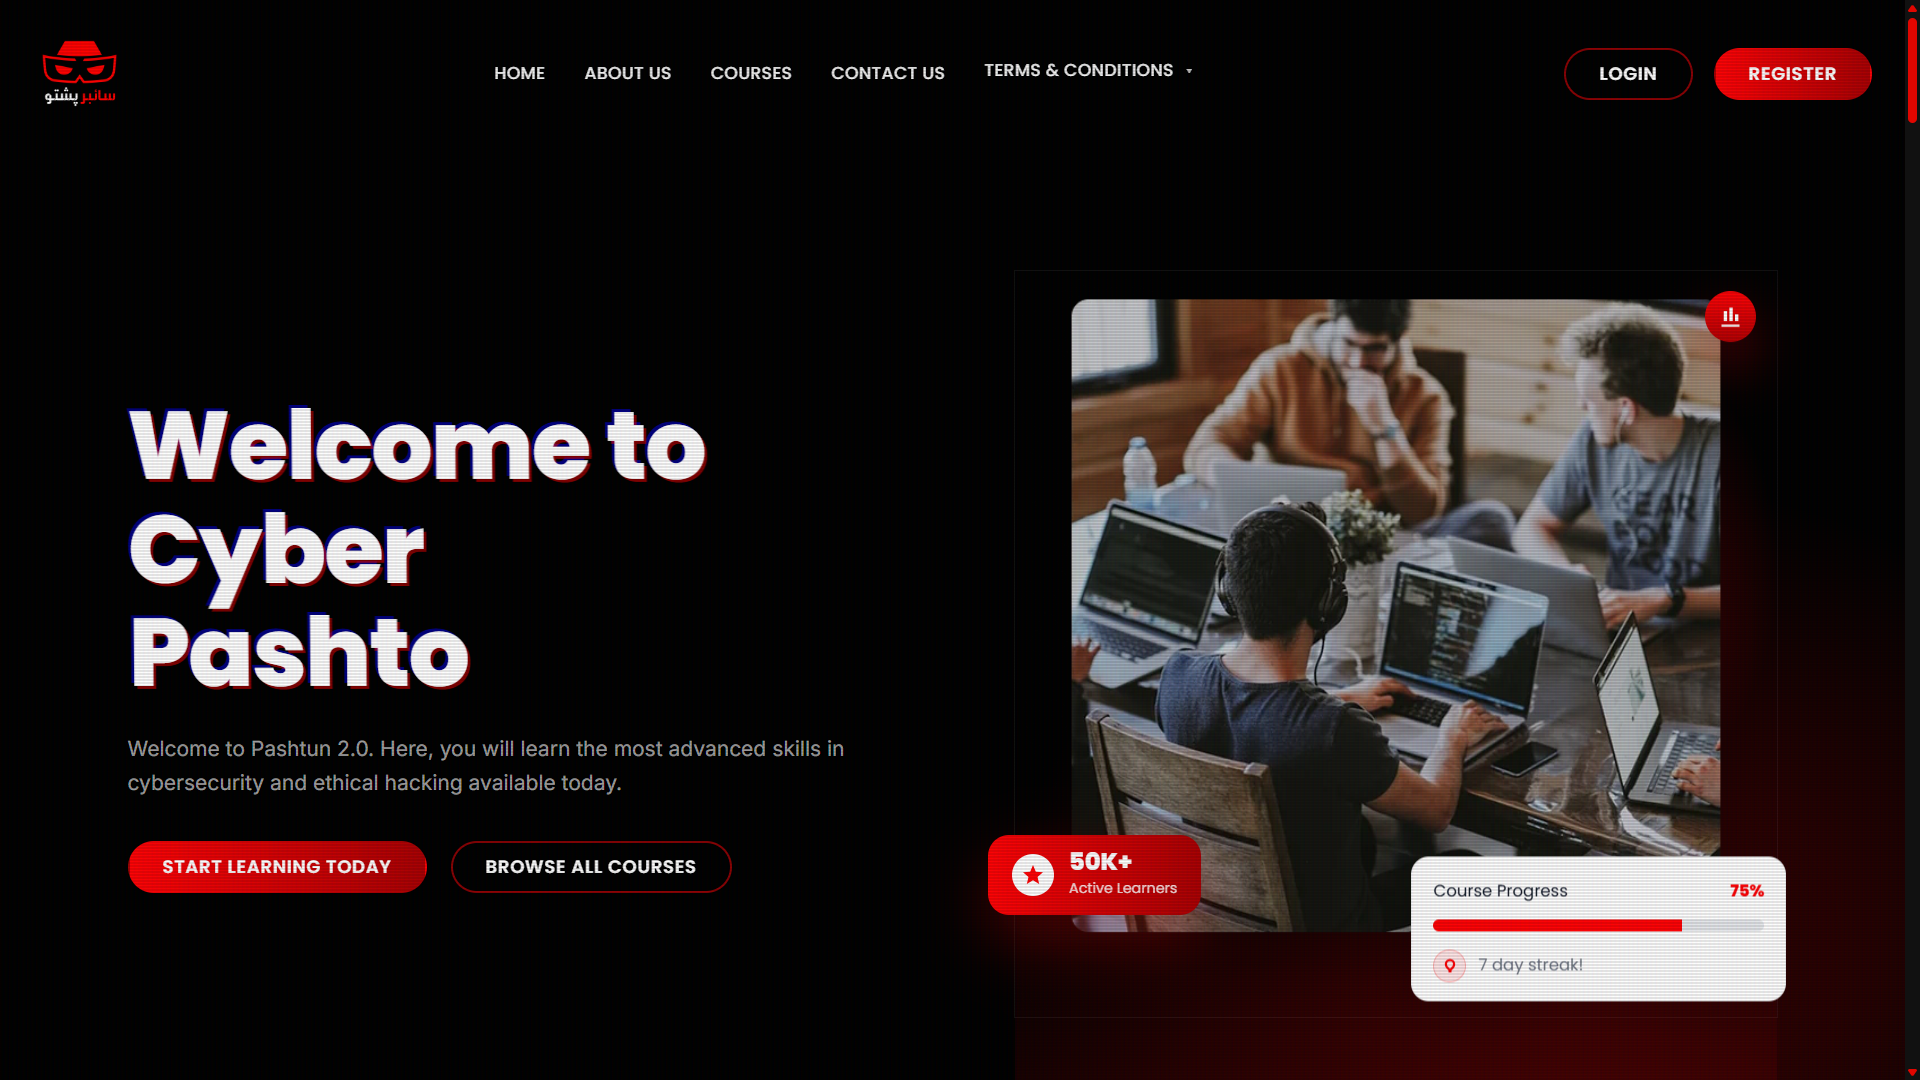 سائبر پشتو
HOME
ABOUT US
COURSES
CONTACT US
TERMS & CONDITIONS
LOGIN
REGISTER
Welcome to
Cyber
Pashto
Welcome to Pashtun 2.0. Here, you will learn the most advanced skills in
cybersecurity and ethical hacking available today.
START LEARNING TODAY
BROWSE ALL COURSES
50K+
Active Learners
Course Progress
75%
7 day streak!